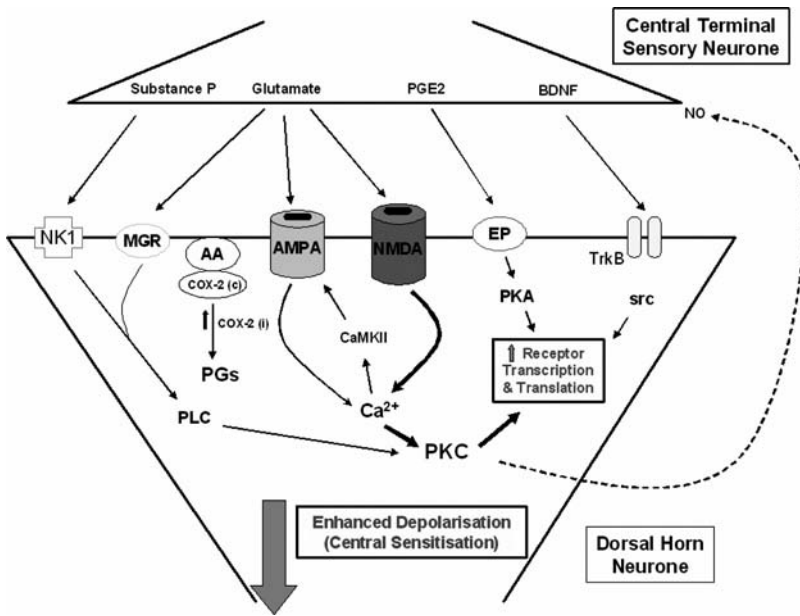 Central Terminal
Sensory Neurone
Substance P Glutamate PGE2 BDNF
NO
NK1 MGR AA AMPA NMDA EP TrkB
COX-2 (c)
COX-2 (i)
PGs
CaMKII
PKA
src
⇧ Receptor
Transcription
& Translation
Ca²⁺
PLC
PKC
Enhanced Depolarisation
(Central Sensitisation)
Dorsal Horn
Neurone